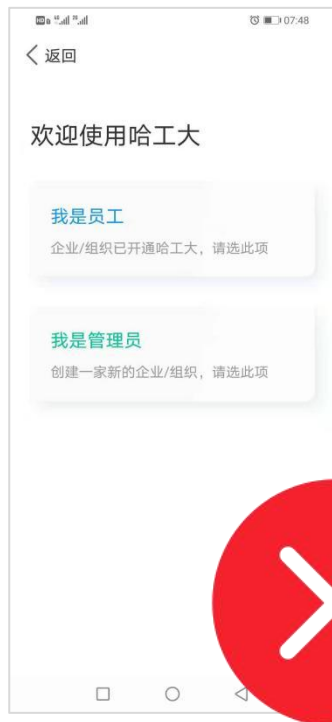 07:48
返回
欢迎使用哈工大
我是员工
企业/组织已开通哈工大，请选此项
我是管理员
创建一家新的企业/组织，请选此项